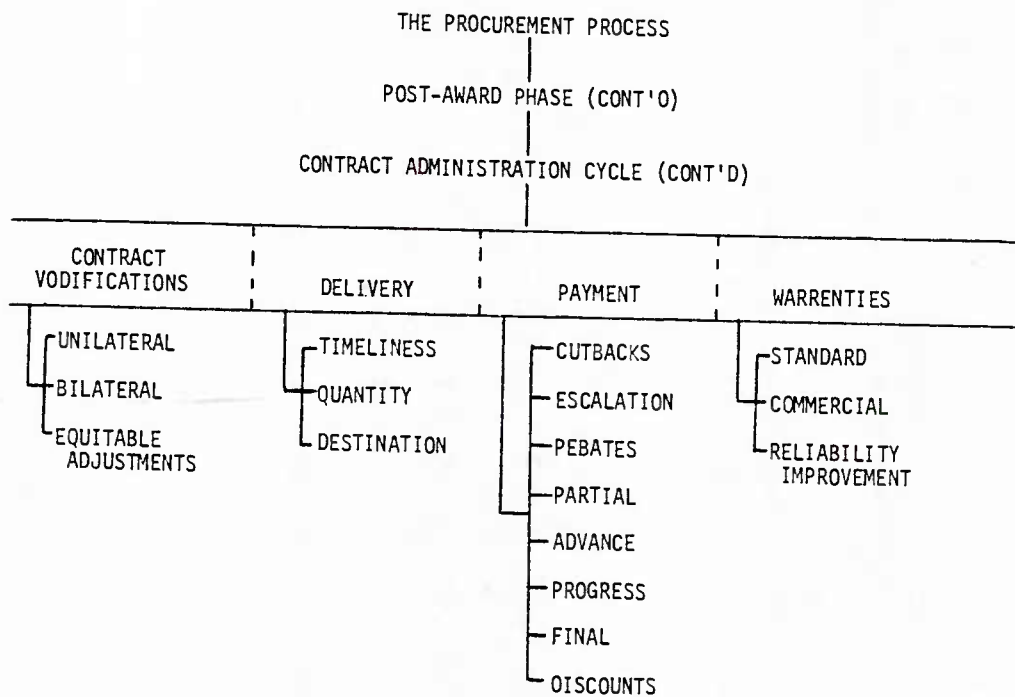 THE PROCUREMENT PROCESS
POST-AWARD PHASE (CONT'O)
CONTRACT ADMINISTRATION CYCLE (CONT'D)
CONTRACT
VODIFICATIONS
DELIVERY
PAYMENT
WARRENTIES
UNILATERAL
BILATERAL
EQUITABLE
ADJUSTMENTS
TIMELINESS
QUANTITY
DESTINATION
CUTBACKS
ESCALATION
PEBATES
PARTIAL
ADVANCE
PROGRESS
FINAL
OISCOUNTS
STANDARD
COMMERCIAL
RELIABILITY
IMPROVEMENT